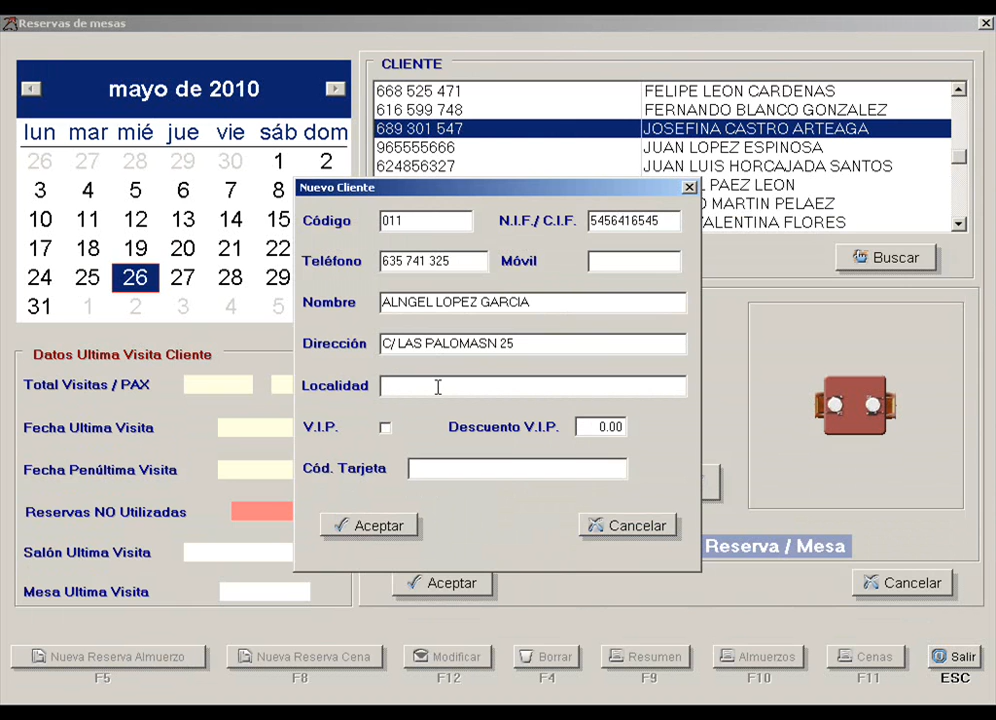 Reservas de mesas
mayo de 2010
lun mar mié jue vie sáb dom
26 27 28 29 30 1 2
3 4 5 6 7 8
10 11 12 13 14 15
17 18 19 20 21 22
24 25 26 27 28 29
31 1 2 3 4 5
CLIENTE
668 525 471 FELIPE LEON CARDENAS
616 599 748 FERNANDO BLANCO GONZALEZ
689 301 547 JOSEFINA CASTRO ARTEAGA
965555666 JUAN LOPEZ ESPINOSA
624856327 JUAN LUIS HORCAJADA SANTOS
L PAEZ LEON
MARTIN PELAEZ
VALENTINA FLORES
Buscar
Nuevo Cliente
Código 011 N.I.F./ C.I.F. 5456416545
Teléfono 635 741 325 Móvil
Nombre ALNGEL LOPEZ GARCIA
Dirección C/ LAS PALOMASN 25
Localidad
V.I.P. Descuento V.I.P. 0.00
Cód. Tarjeta
Aceptar Cancelar
Datos Ultima Visita Cliente
Total Visitas / PAX
Fecha Ultima Visita
Fecha Penúltima Visita
Reservas NO Utilizadas
Salón Ultima Visita
Mesa Ultima Visita
Reserva / Mesa
Aceptar Cancelar
Nueva Reserva Almuerzo Nueva Reserva Cena Modificar Borrar Resumen Almuerzos Cenas Salir
F5 F8 F12 F4 F9 F10 F11 ESC